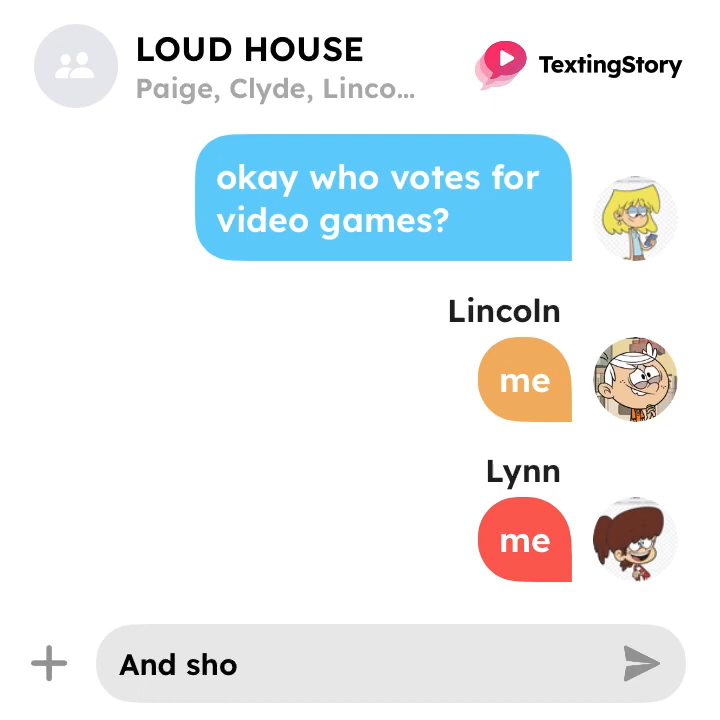 LOUD HOUSE
Paige, Clyde, Linco...
TextingStory
okay who votes for
video games?
Lincoln
me
Lynn
me
And sho